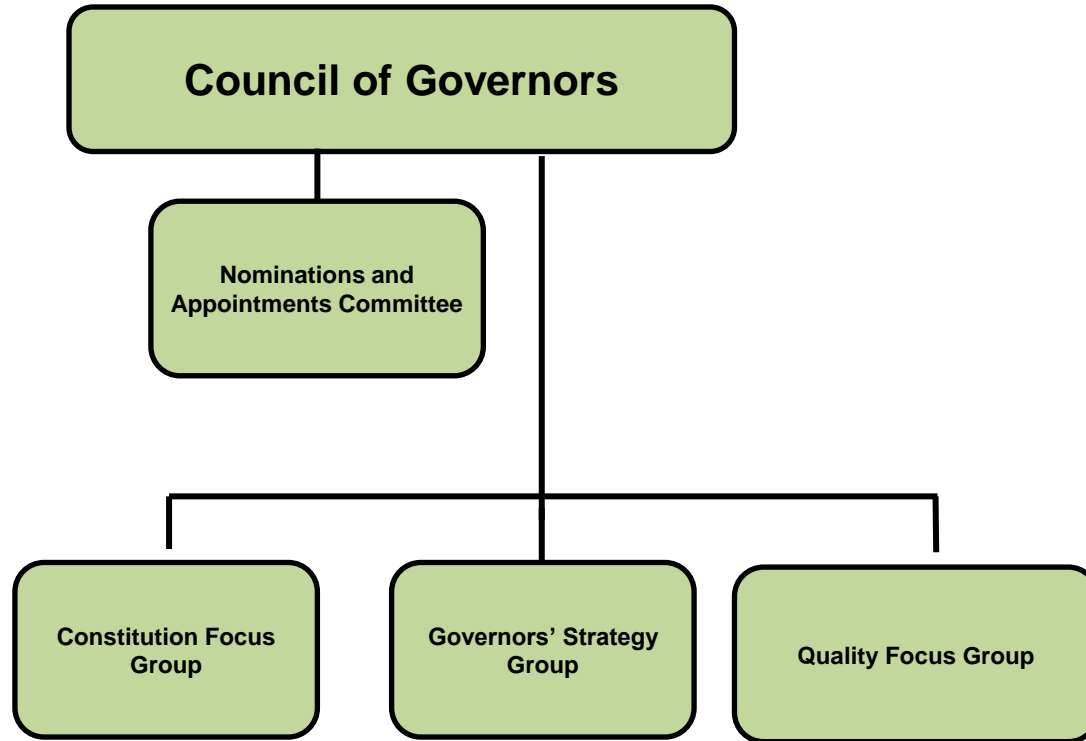 Council of Governors
Nominations and
Appointments Committee
Constitution Focus
Group
Governors’ Strategy
Group
Quality Focus Group